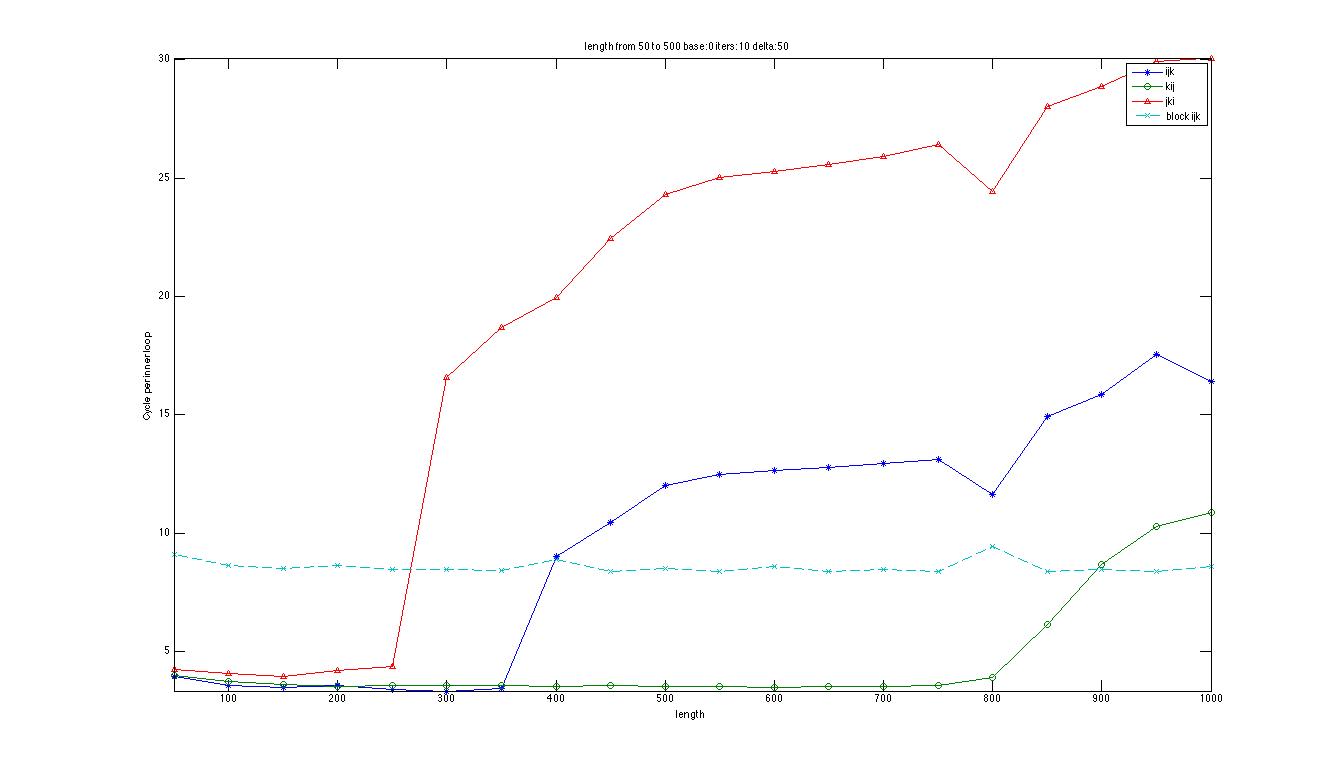 length from 50 to 500 base:0 iters:10 delta:50
30
25
20
15
10
5
Cycle per inner loop
ijk
kij
jki
block ijk
100 200 300 400 500 600 700 800 900 1000
length